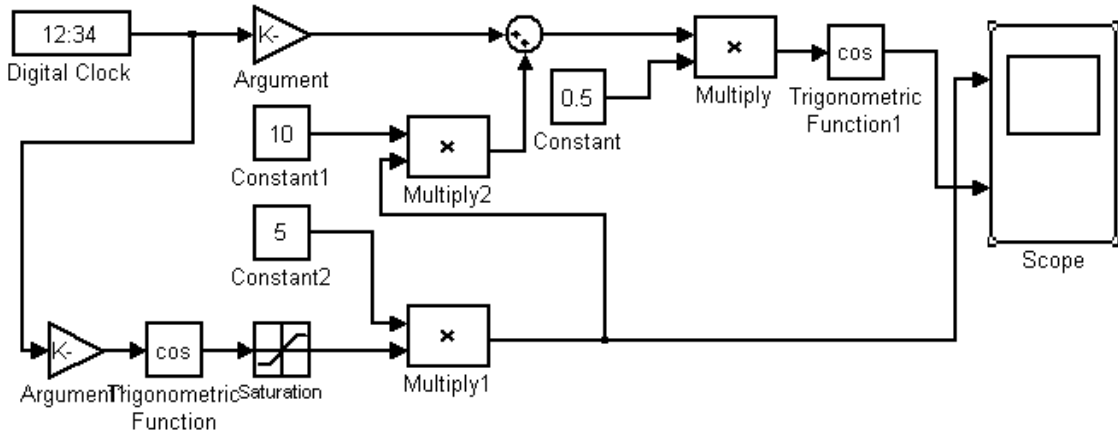 12:34
Digital Clock
K-
Argument
0.5
Constant
×
Multiply
cos
Trigonometric
Function1
10
Constant1
×
Multiply2
5
Constant2
Scope
K-
Argument1
cos
Trigonometric
Function
Saturation
×
Multiply1